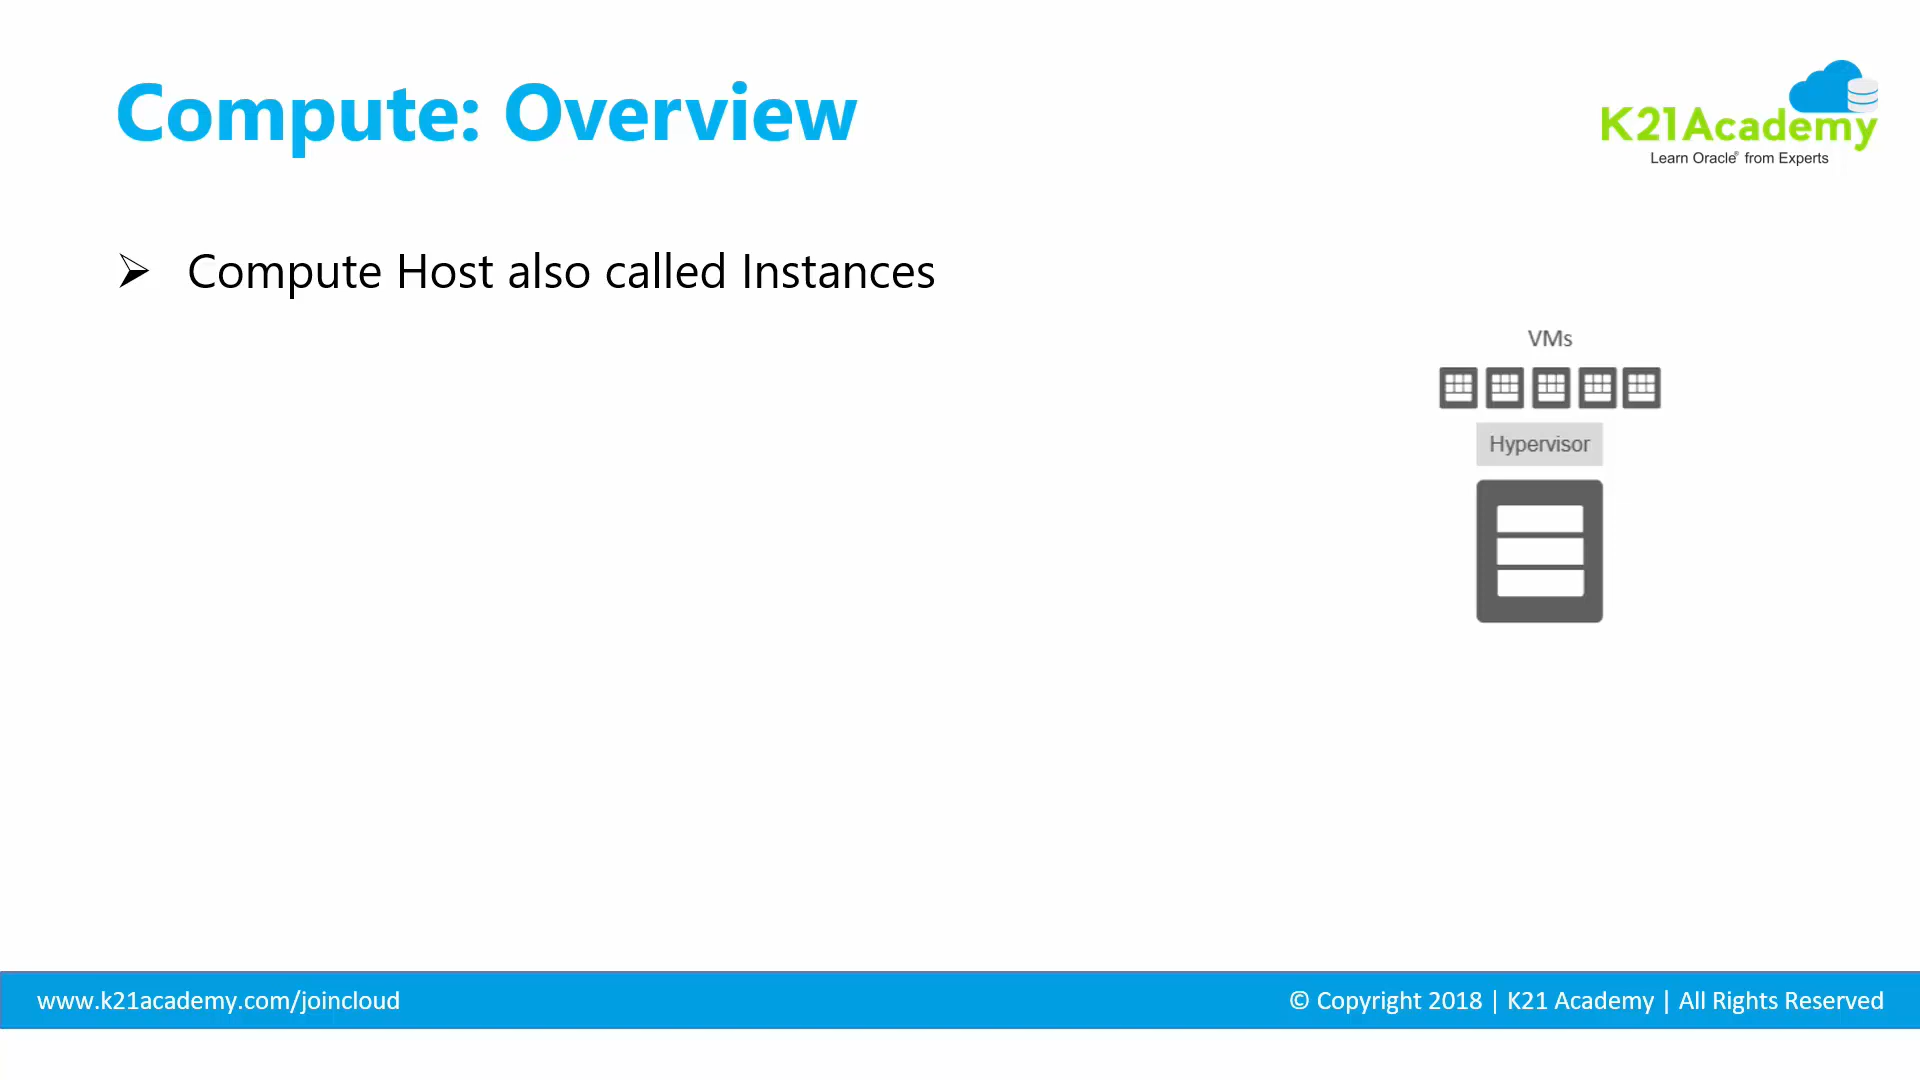 Compute: Overview
K21Academy
Learn Oracle® from Experts
➢ Compute Host also called Instances
VMs
Hypervisor
www.k21academy.com/joincloud
© Copyright 2018 | K21 Academy | All Rights Reserved